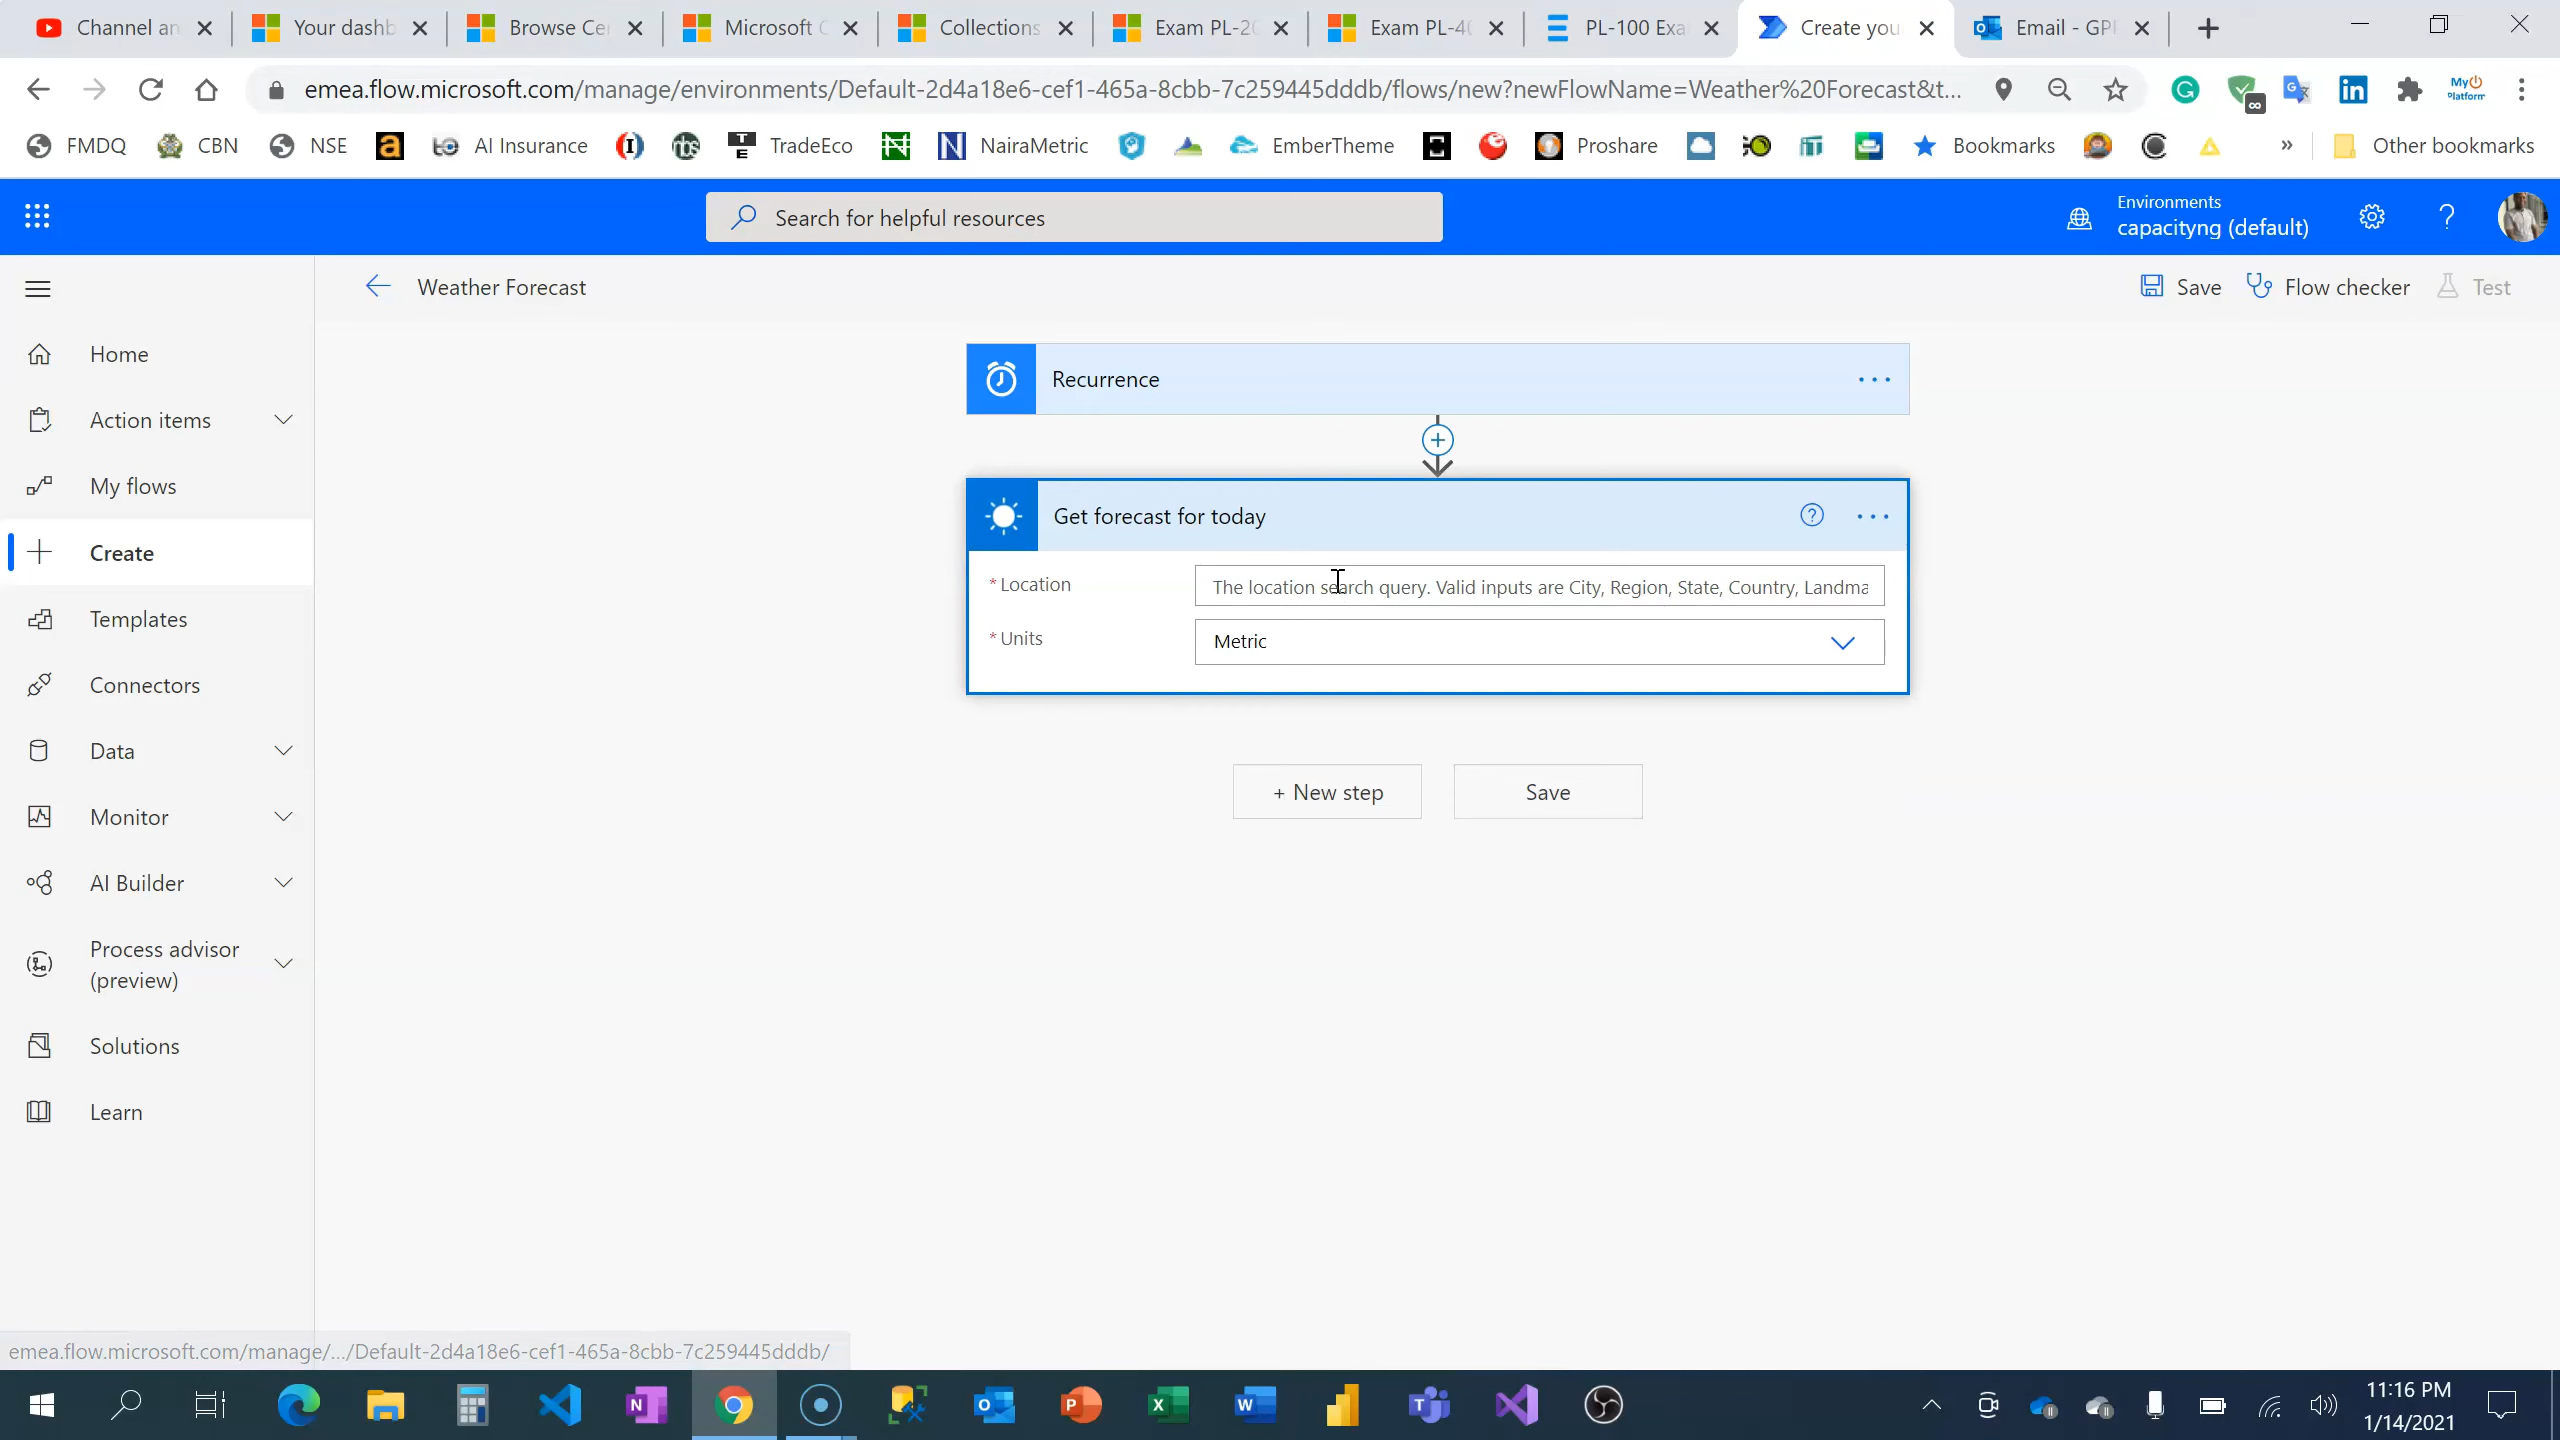 Channel an
Your dashb
Browse Cer
Microsoft C
Collections
Exam PL-20
Exam PL-40
PL-100 Exa
Create you
Email - GPE
emea.flow.microsoft.com/manage/environments/Default-2d4a18e6-cef1-465a-8cbb-7c259445dddb/flows/new?newFlowName=Weather%20Forecast&t...
FMDQ
CBN
NSE
AI Insurance
TradeEco
NairaMetric
EmberTheme
Proshare
Bookmarks
»
Other bookmarks
Search for helpful resources
Environments
capacityng (default)
Weather Forecast
Save
Flow checker
Test
Home
Action items
My flows
Create
Templates
Connectors
Data
Monitor
AI Builder
Process advisor
(preview)
Solutions
Learn
Recurrence
Get forecast for today
* Location
The location search query. Valid inputs are City, Region, State, Country, Landma
* Units
Metric
+ New step
Save
emea.flow.microsoft.com/manage/.../Default-2d4a18e6-cef1-465a-8cbb-7c259445dddb/
11:16 PM
1/14/2021